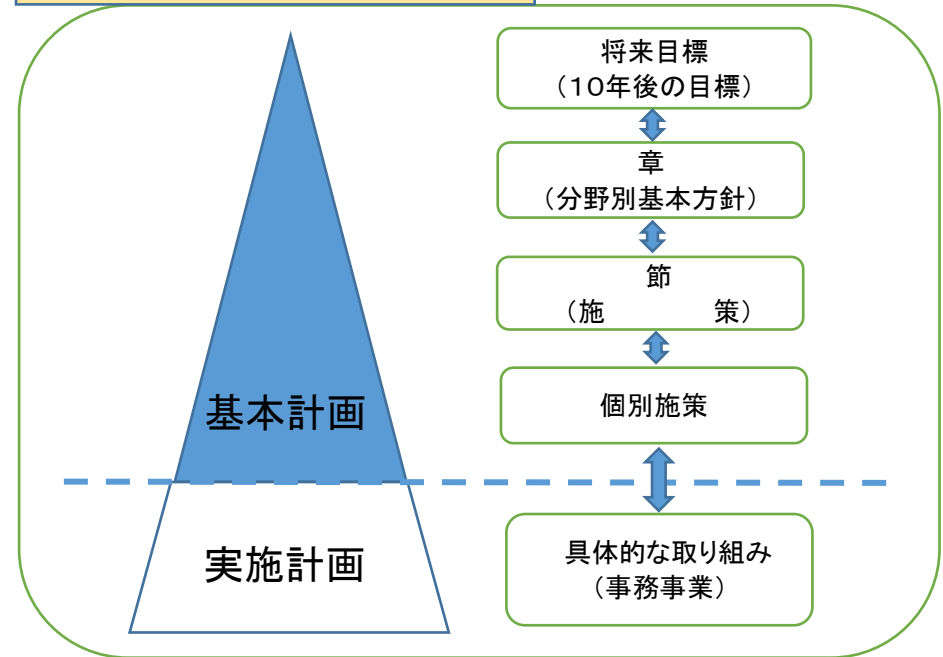 将来目標
（１０年後の目標）
章
（分野別基本方針）
節
（施　　　　策）
個別施策
基本計画
実施計画
具体的な取り組み
（事務事業）